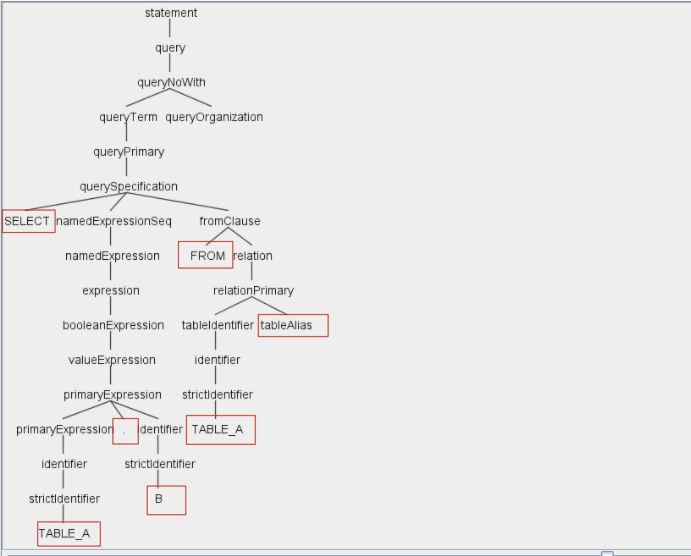 statement
query
queryNoWith
queryTerm queryOrganization
queryPrimary
querySpecification
SELECT namedExpressionSeq fromClause
namedExpression FROM relation
expression relationPrimary
booleanExpression tableIdentifier tableAlias
valueExpression identifier
primaryExpression strictIdentifier
primaryExpression . identifier TABLE_A
identifier strictIdentifier
strictIdentifier B
TABLE_A